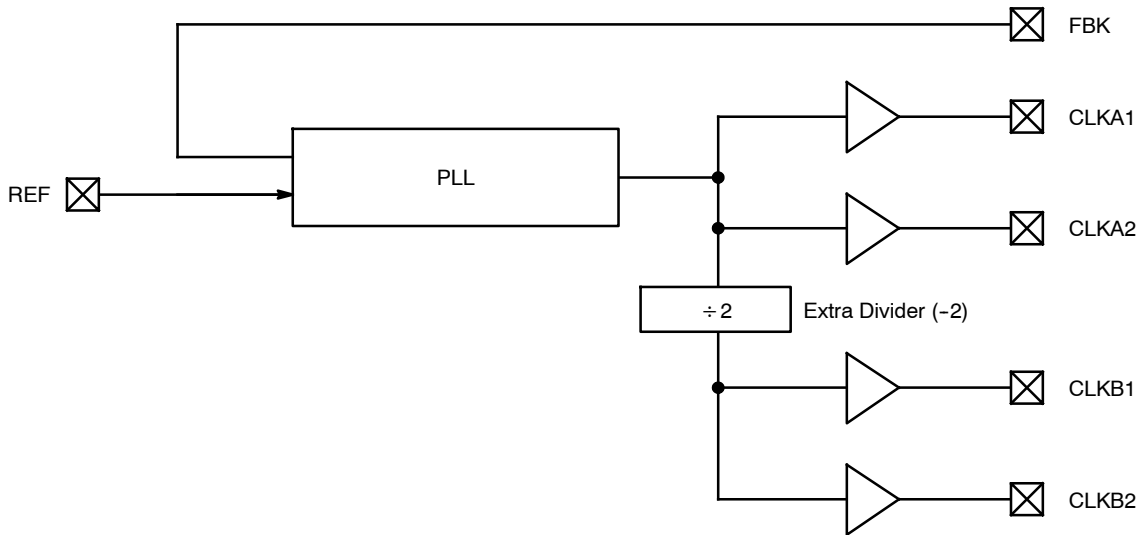 FBK
CLKA1
PLL
REF
CLKA2
÷2 Extra Divider (-2)
CLKB1
CLKB2